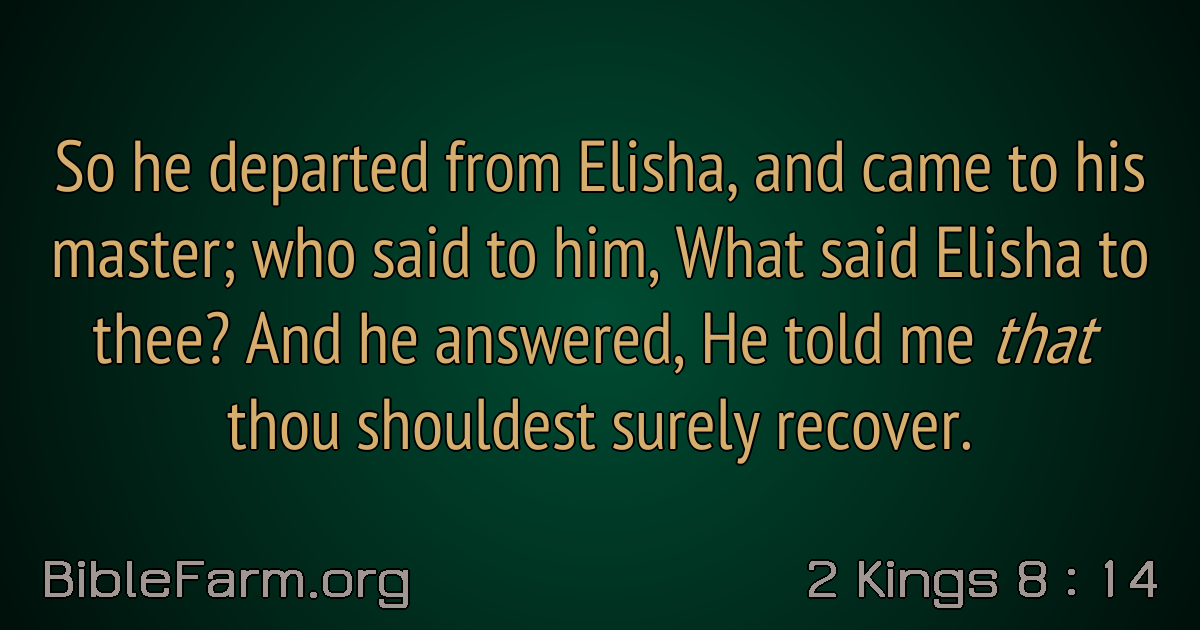 So he departed from Elisha, and came to his
master; who said to him, What said Elisha to
thee? And he answered, He told me that
thou shouldest surely recover.
BibleFarm.org
2 Kings 8 : 14